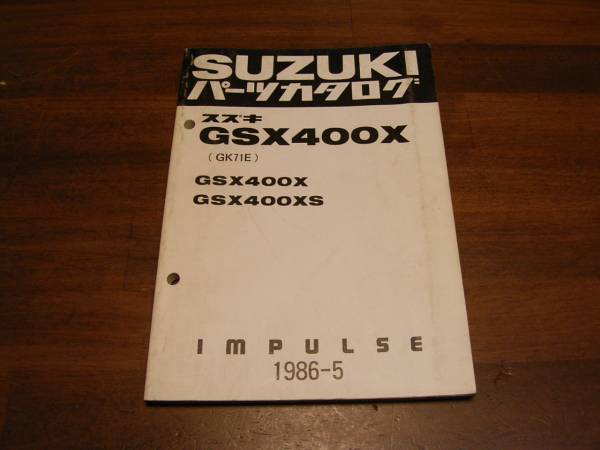 SUZUKI
パーツカタログ
スズキ
GSX400X
(GK71E)
GSX400X
GSX400XS
IMPULSE
1986-5